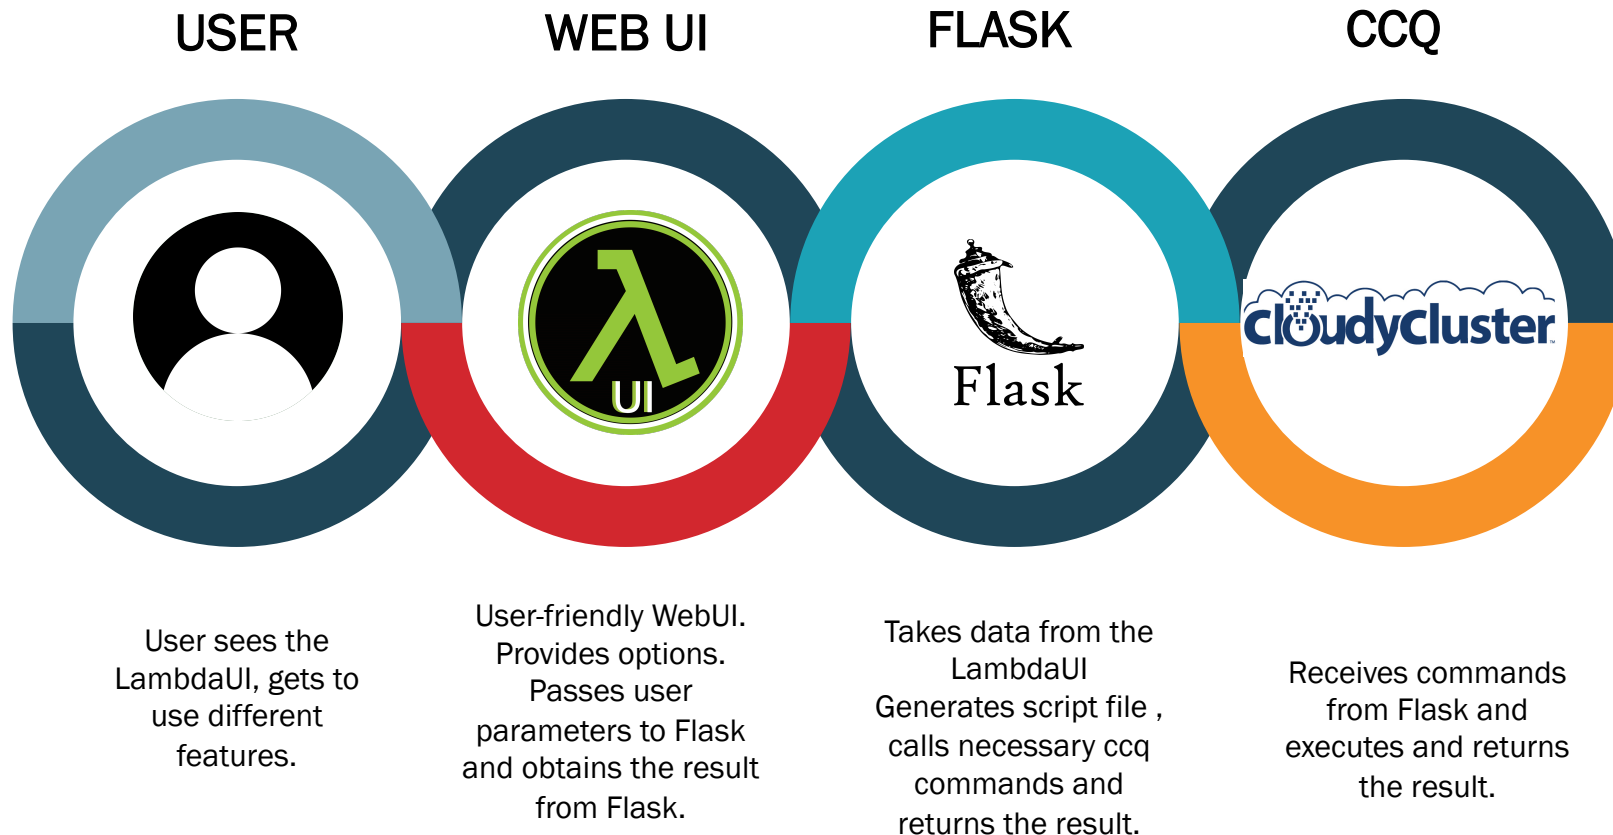 USER
WEB UI
FLASK
CCQ
λ
UI
Flask
CloudyCluster™
User sees the
LambdaUI, gets to
use different
features.
User-friendly WebUI.
Provides options.
Passes user
parameters to Flask
and obtains the result
from Flask.
Takes data from the
LambdaUI
Generates script file ,
calls necessary ccq
commands and
returns the result.
Receives commands
from Flask and
executes and returns
the result.